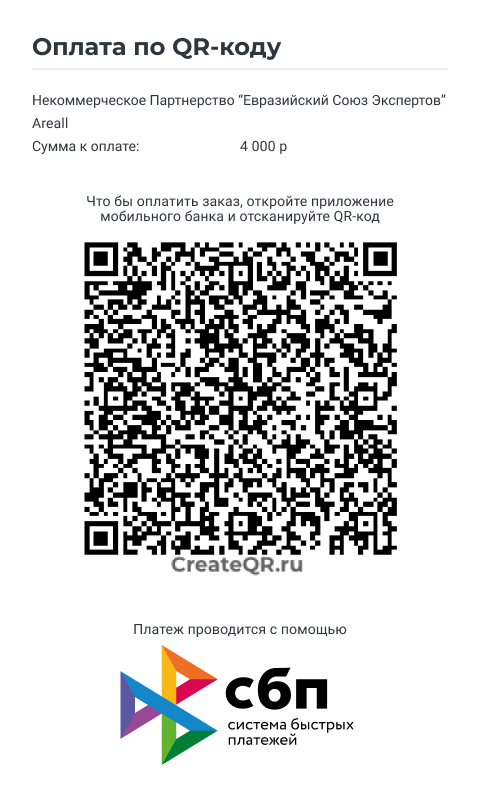 Оплата по QR-коду
Некоммерческое Партнерство “Евразийский Союз Экспертов”
Areall
Сумма к оплате: 4 000 р
Что бы оплатить заказ, откройте приложение
мобильного банка и отсканируйте QR-код
CreateQR.ru
Платеж проводится с помощью
сбп
система быстрых
платежей